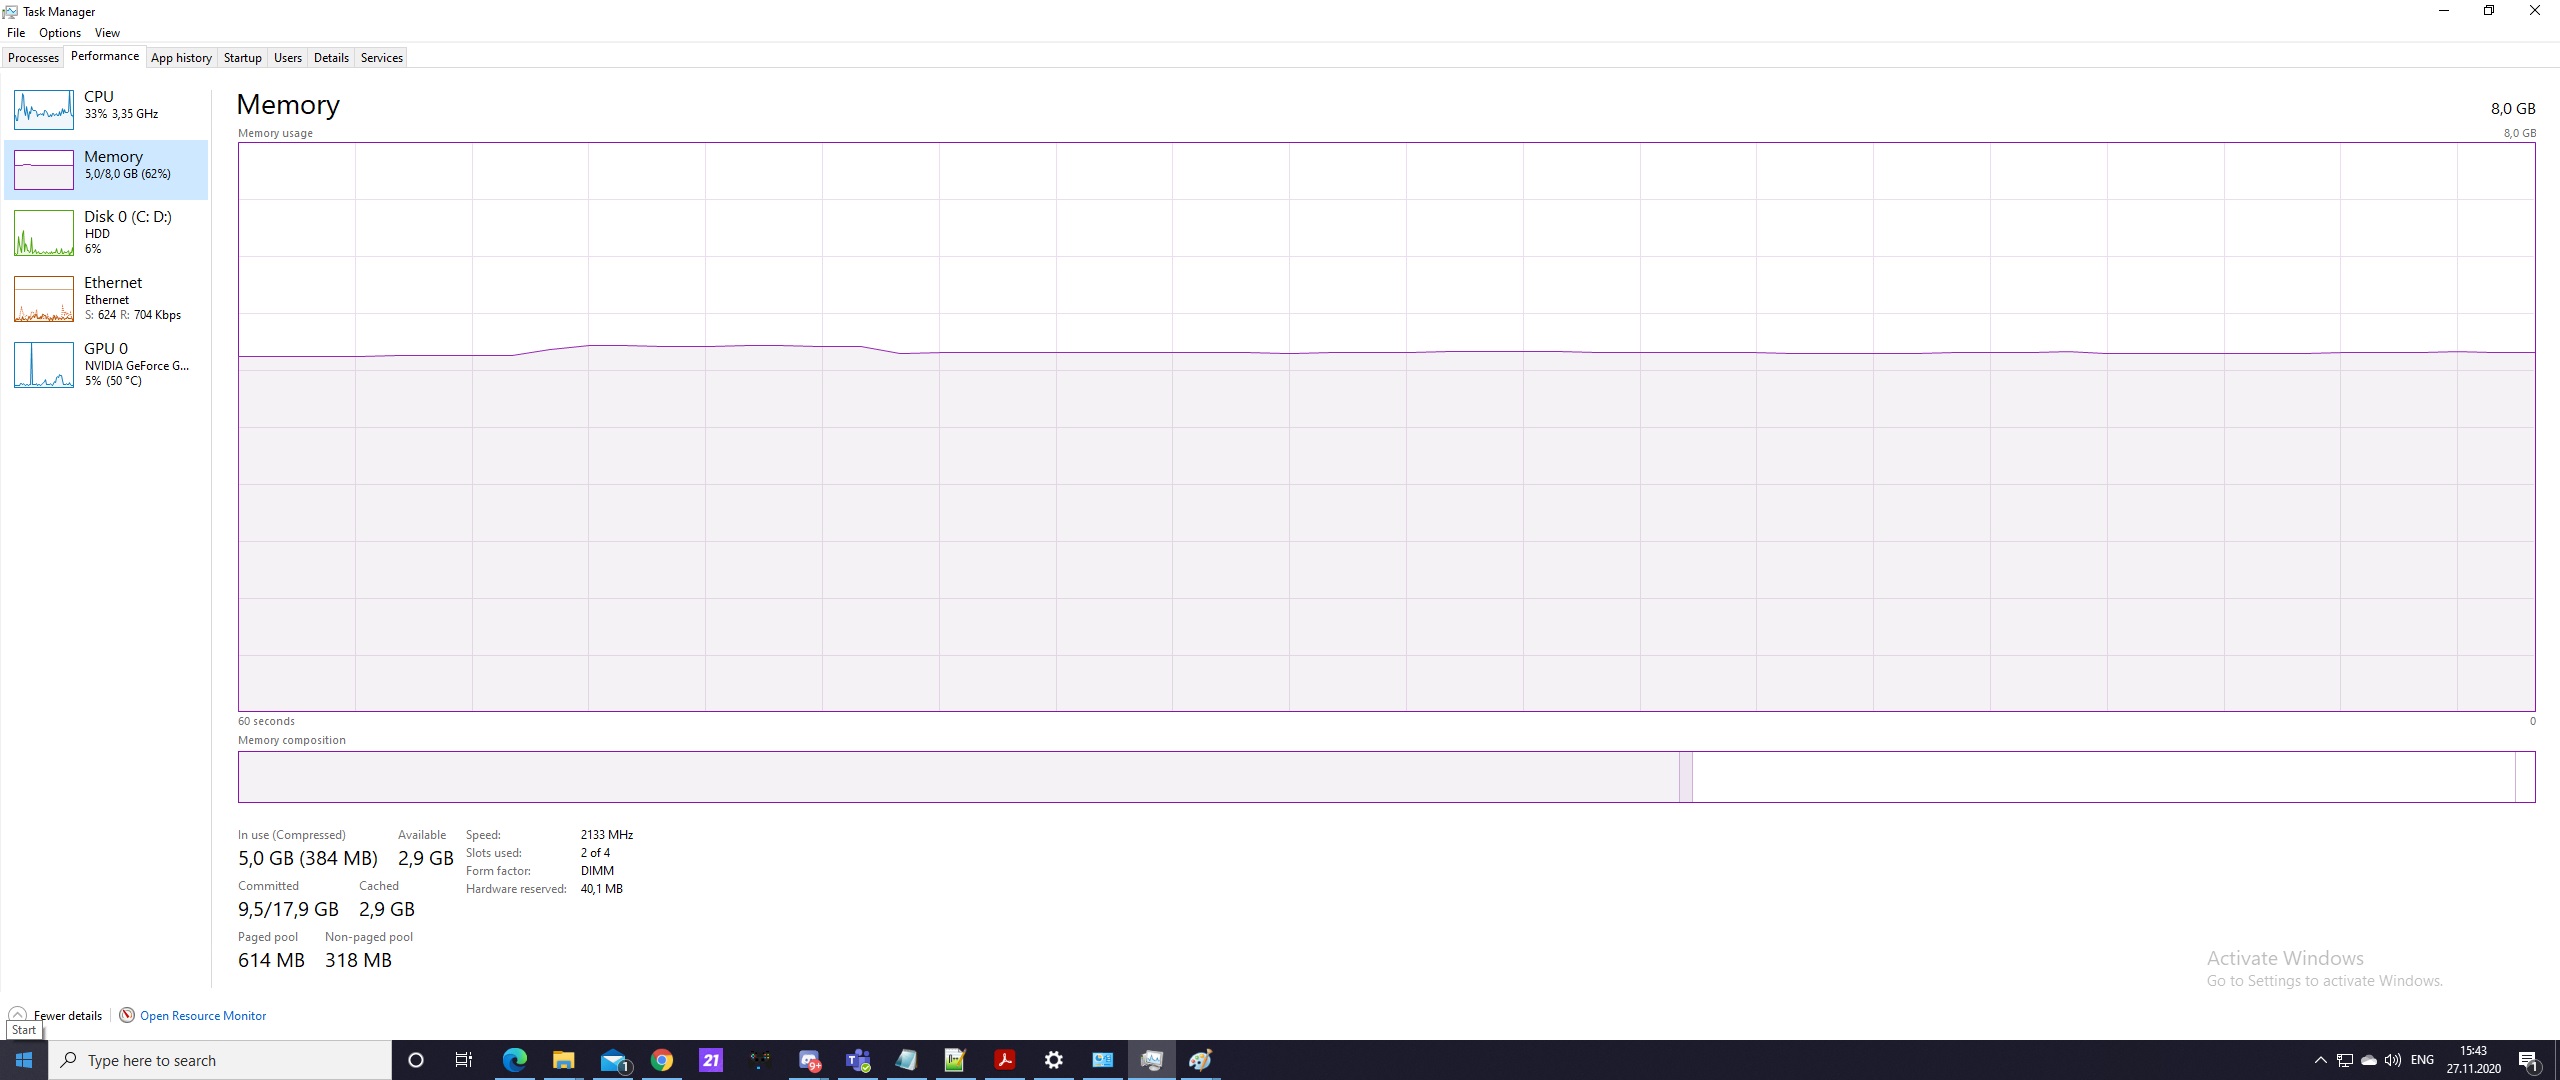 Task Manager
File Options View
Processes Performance App history Startup Users Details Services
CPU
33% 3,35 GHz
Memory
5,0/8,0 GB (62%)
Disk 0 (C: D:)
HDD
6%
Ethernet
Ethernet
S: 624 R: 704 Kbps
GPU 0
NVIDIA GeForce G...
5% (50 °C)
Memory 8,0 GB
Memory usage 8,0 GB
60 seconds 0
Memory composition
In use (Compressed) Available
5,0 GB (384 MB) 2,9 GB
Committed Cached
9,5/17,9 GB 2,9 GB
Paged pool Non-paged pool
614 MB 318 MB
Speed: 2133 MHz
Slots used: 2 of 4
Form factor: DIMM
Hardware reserved: 40,1 MB
Activate Windows
Go to Settings to activate Windows.
Fewer details Open Resource Monitor
Start
Type here to search
1
21
9+
ENG
15:43
27.11.2020
1